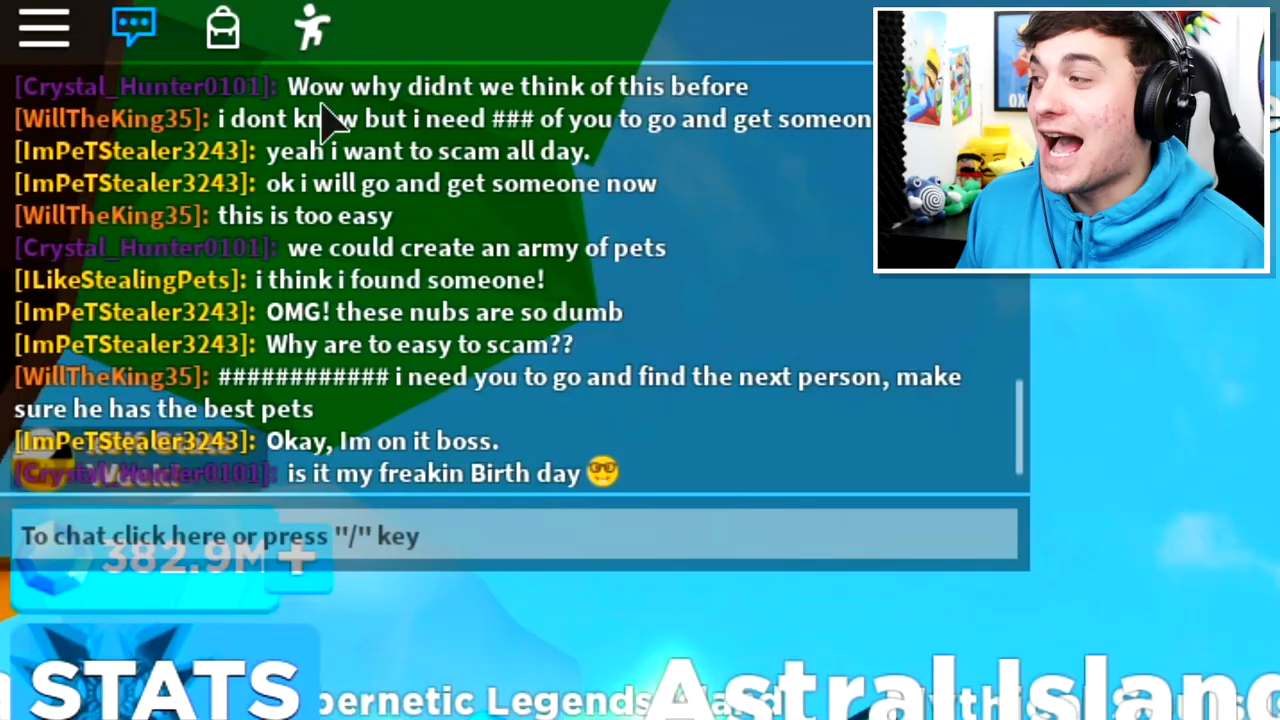 [Crystal_Hunter0101]: Wow why didnt we think of this before
[WillTheKing35]: i dont know but i need ### of you to go and get someon
[ImPeTStealer3243]: yeah i want to scam all day.
[ImPeTStealer3243]: ok i will go and get someone now
[WillTheKing35]: this is too easy
[Crystal_Hunter0101]: we could create an army of pets
[ILikeStealingPets]: i think i found someone!
[ImPeTStealer3243]: OMG! these nubs are so dumb
[ImPeTStealer3243]: Why are to easy to scam??
[WillTheKing35]: ############ i need you to go and find the next person, make
sure he has the best pets
[ImPeTStealer3243]: Okay, Im on it boss.
[Crystal_Hunter0101]: is it my freakin Birth day 🤓
To chat click here or press "/" key
382.9M +
STATS
bernetic Legends Island
Astral Island